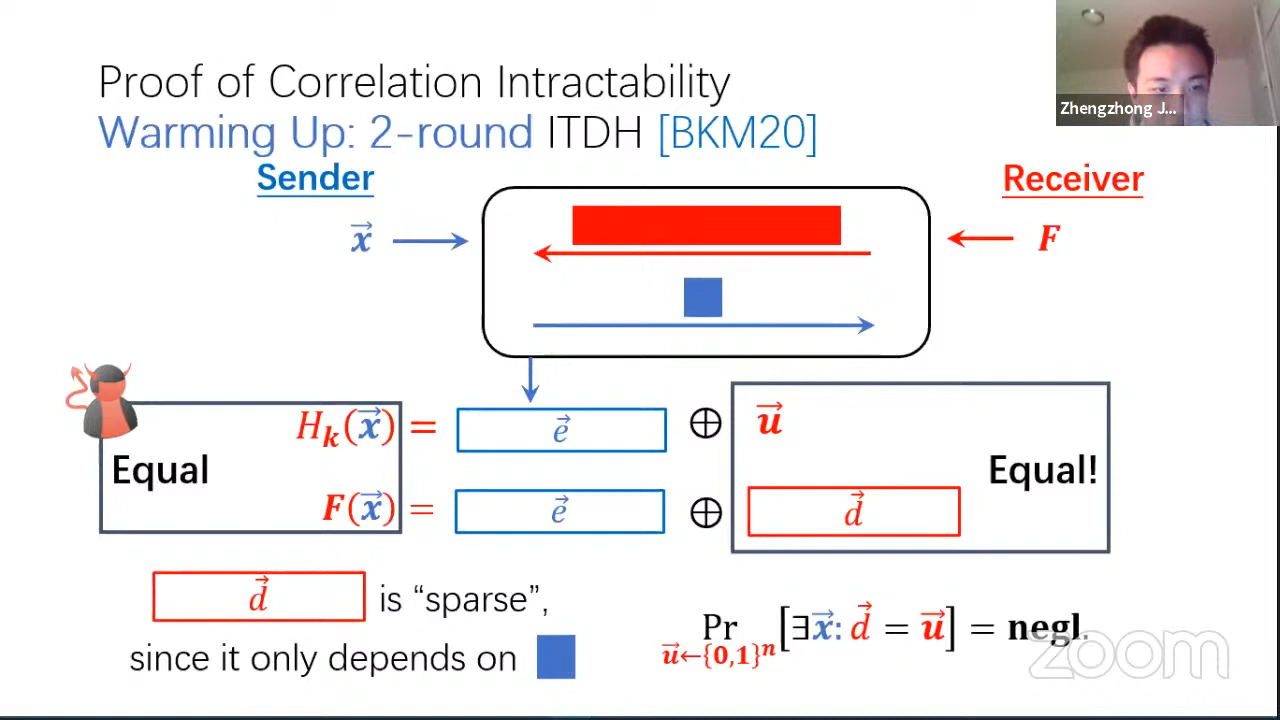 Proof of Correlation Intractability
Warming Up: 2-round ITDH [BKM20]
Zhengzhong J...
Sender
Receiver
x⃗
F
H_k(x⃗) = e⃗ ⊕ u⃗
Equal
Equal!
F(x⃗) = e⃗ ⊕ d⃗
d⃗ is “sparse”,
since it only depends on
Pr [∃x⃗: d⃗ = u⃗] = negl.
u⃗←{0,1}ⁿ
zoom